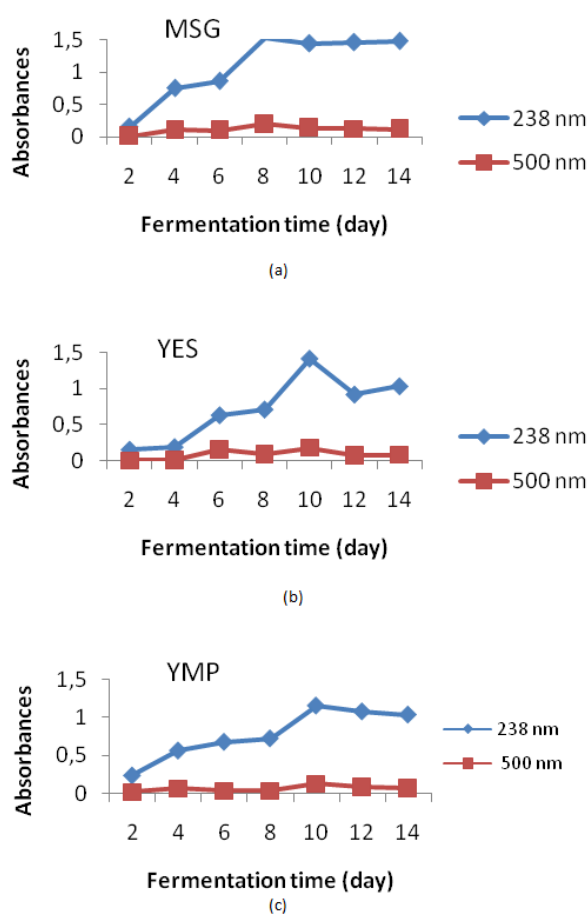 MSG
1,5
1
0,5
0
Absorbances
2 4 6 8 10 12 14
Fermentation time (day)
238 nm
500 nm
(a)
YES
1,5
1
0,5
0
Absorbances
2 4 6 8 10 12 14
Fermentation time (day)
238 nm
500 nm
(b)
YMP
1,5
1
0,5
0
Absorbances
2 4 6 8 10 12 14
Fermentation time (day)
238 nm
500 nm
(c)